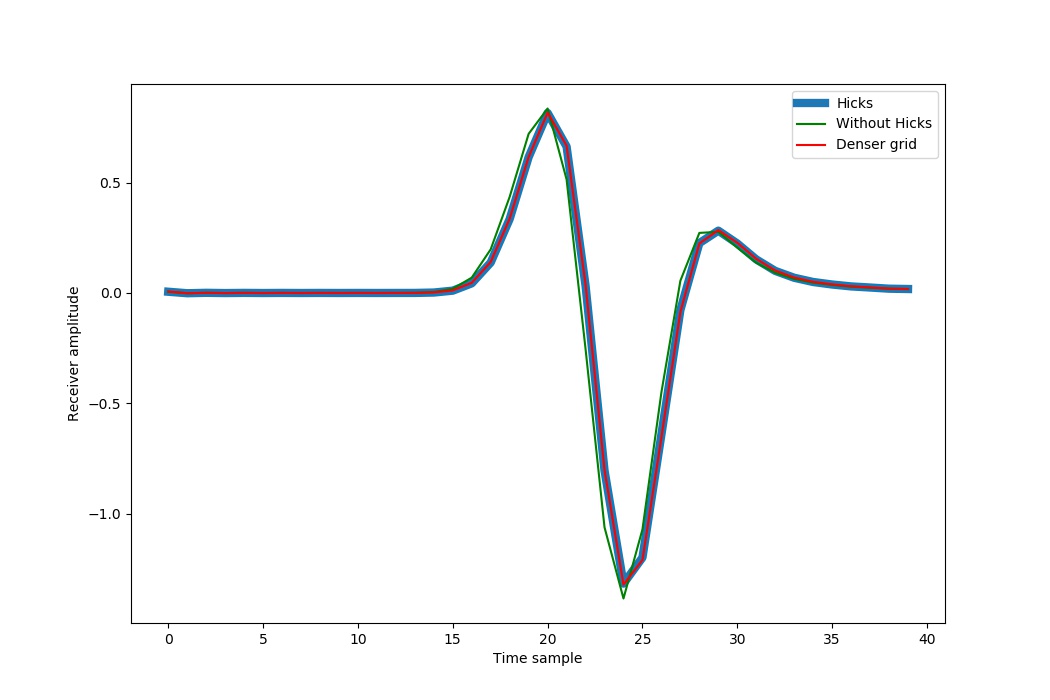 Hicks
Without Hicks
Denser grid
0.5
0.0
−0.5
−1.0
Receiver amplitude
0 5 10 15 20 25 30 35 40
Time sample